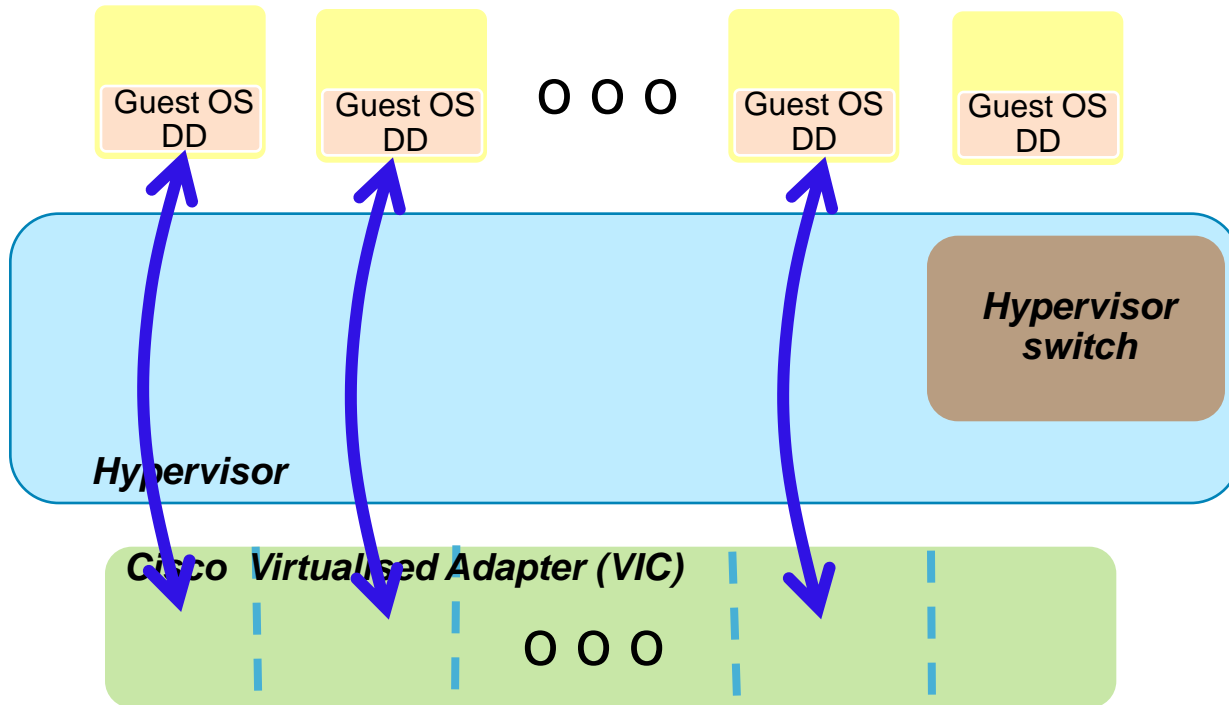 Guest OS
DD
Guest OS
DD
o o o
Guest OS
DD
Guest OS
DD
Hypervisor
switch
Hypervisor
Cisco Virtualised Adapter (VIC)
o o o